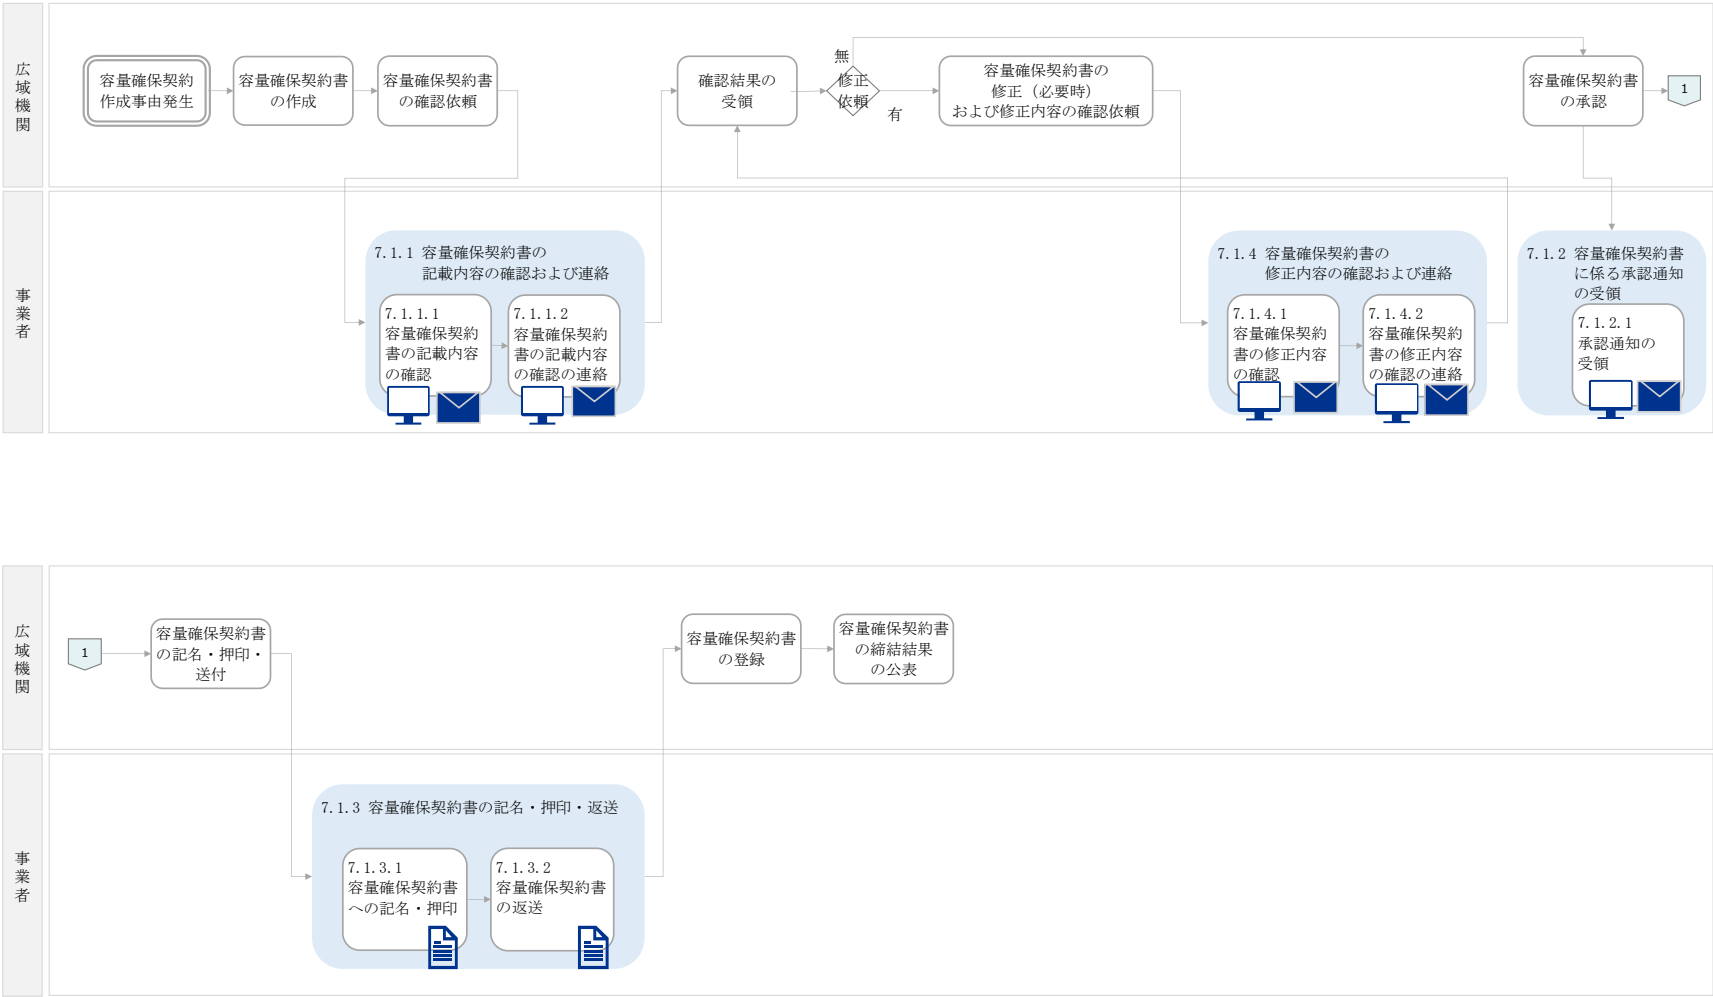 広域機関
容量確保契約
作成事由発生
容量確保契約書
の作成
容量確保契約書
の確認依頼
確認結果の
受領
無
修正
依頼
有
容量確保契約書の
修正（必要時）
および修正内容の確認依頼
容量確保契約書
の承認
1
事業者
7.1.1 容量確保契約書の
記載内容の確認および連絡
7.1.1.1
容量確保契約
書の記載内容
の確認
7.1.1.2
容量確保契約
書の記載内容
の確認の連絡
7.1.4 容量確保契約書の
修正内容の確認および連絡
7.1.4.1
容量確保契約
書の修正内容
の確認
7.1.4.2
容量確保契約
書の修正内容
の確認の連絡
7.1.2 容量確保契約書
に係る承認通知
の受領
7.1.2.1
承認通知の
受領
広域機関
1
容量確保契約書
の記名・押印・
送付
容量確保契約書
の登録
容量確保契約書
の締結結果
の公表
事業者
7.1.3 容量確保契約書の記名・押印・返送
7.1.3.1
容量確保契約書
への記名・押印
7.1.3.2
容量確保契約書
の返送